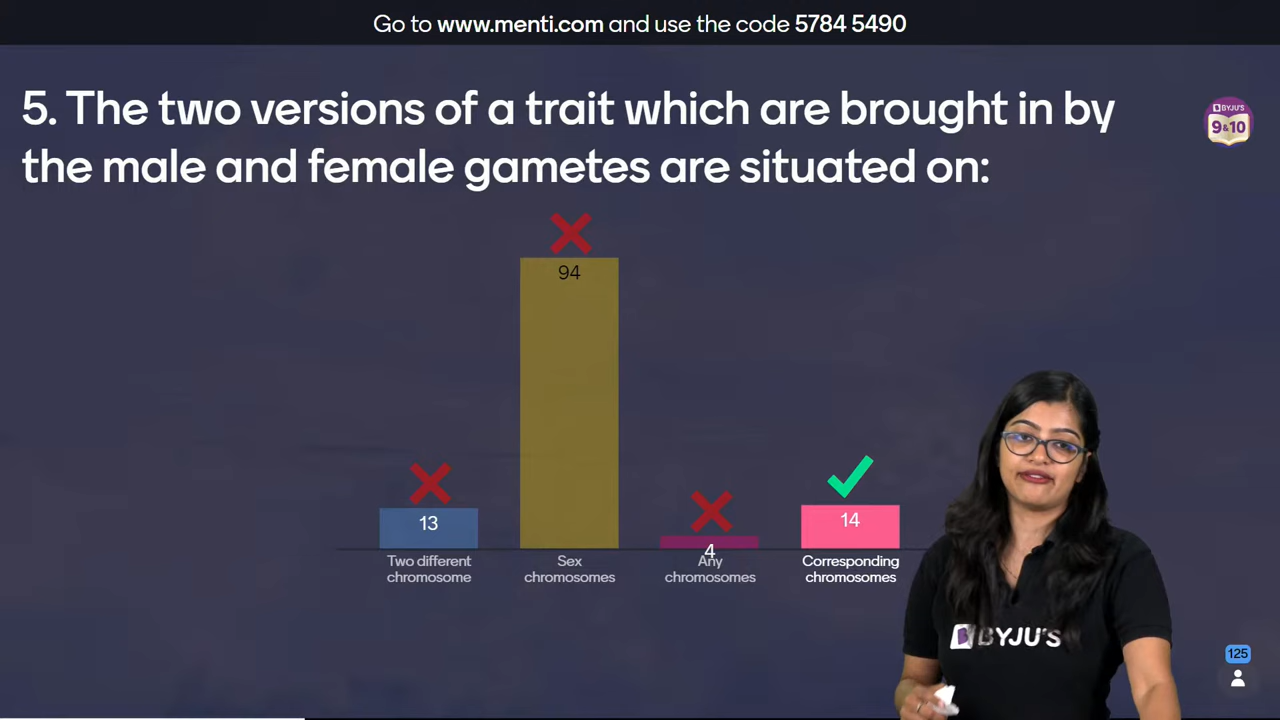 Go to www.menti.com and use the code 5784 5490
5. The two versions of a trait which are brought in by
the male and female gametes are situated on:
BYJU'S
9&10
94
13
4
14
Two different
chromosome
Sex
chromosomes
Any
chromosomes
Corresponding
chromosomes
BYJU'S
125